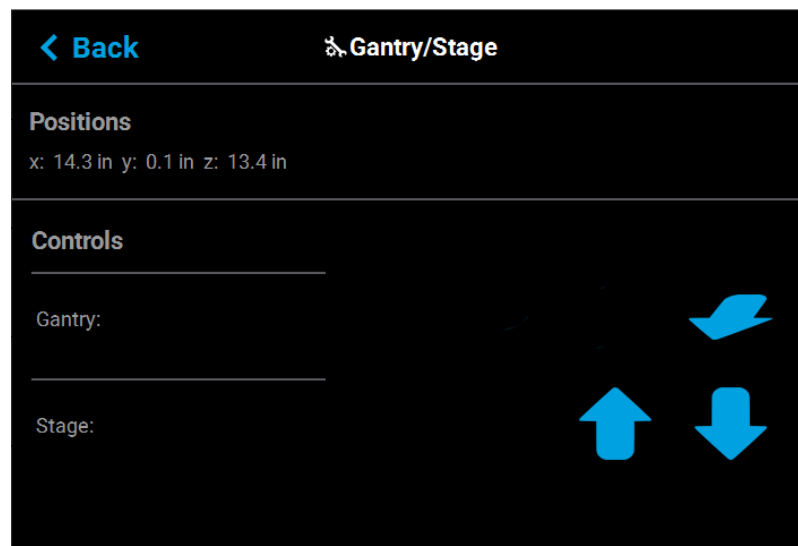 Back
Gantry/Stage
Positions
x: 14.3 in y: 0.1 in z: 13.4 in
Controls
Gantry:
Stage: